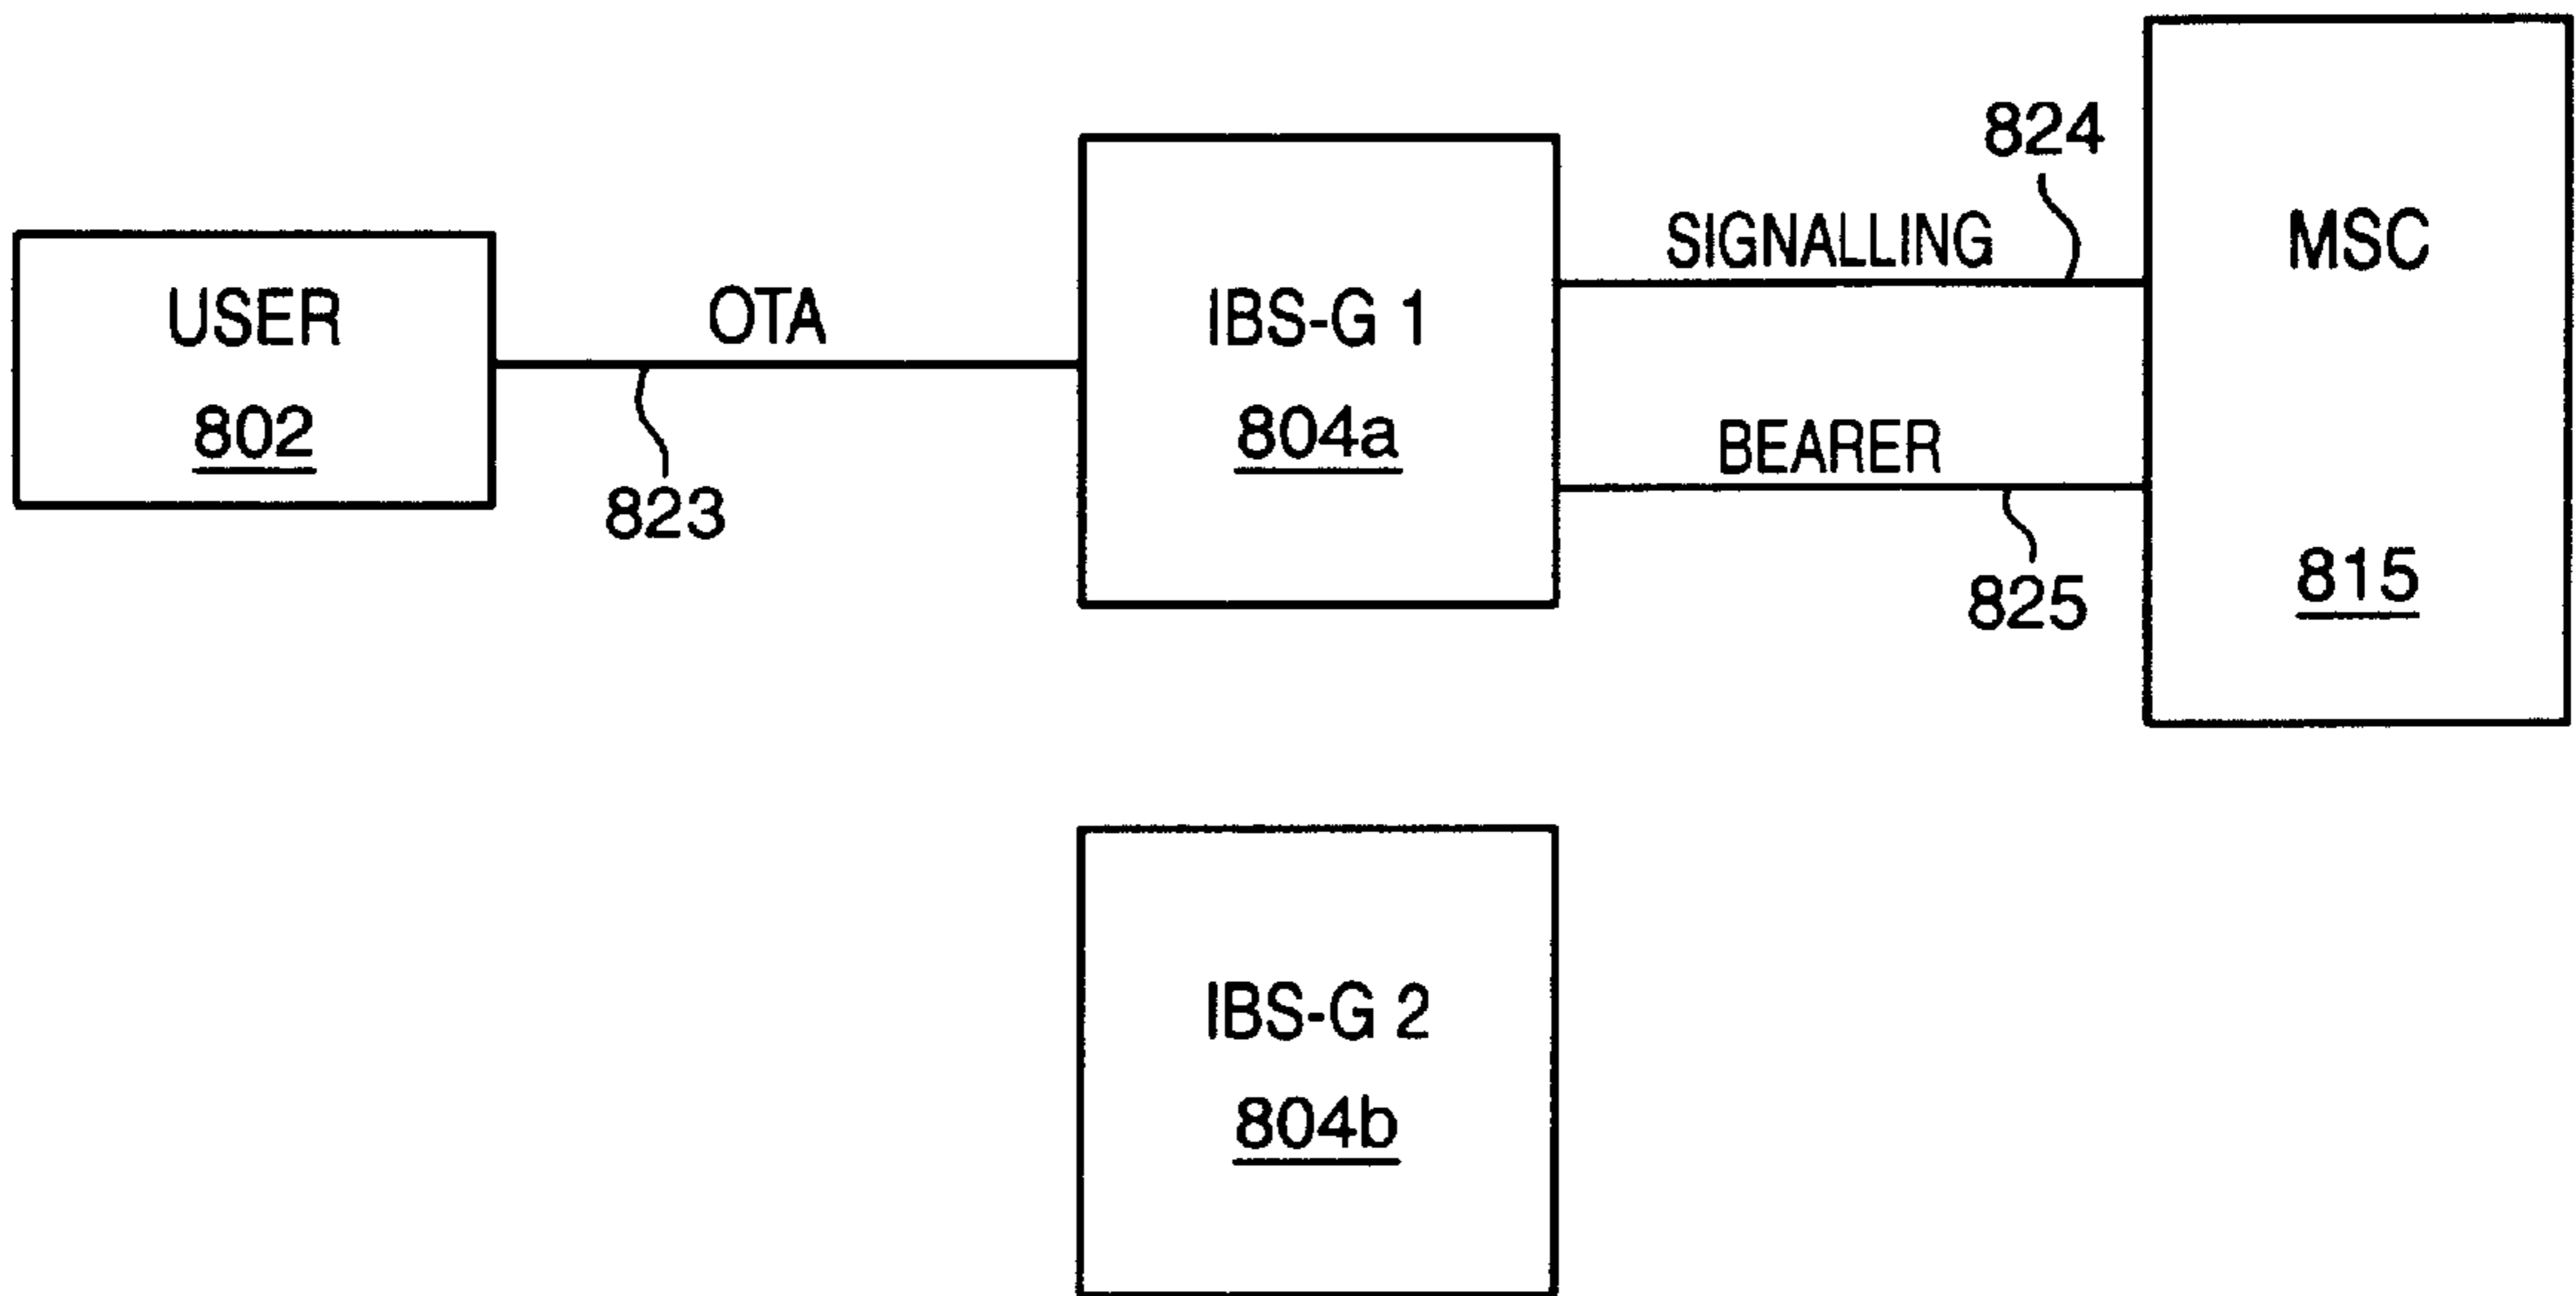 USER
802
OTA
823
IBS-G 1
804a
SIGNALLING
824
BEARER
825
MSC
815
IBS-G 2
804b